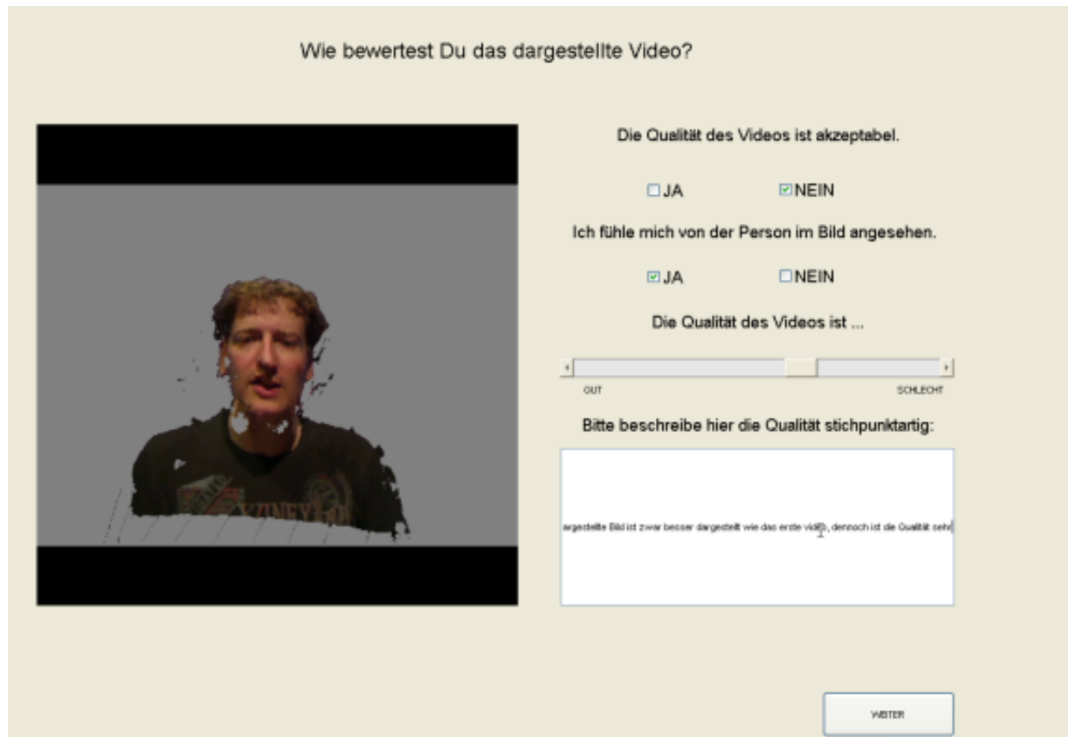 Wie bewertest Du das dargestellte Video?
Die Qualität des Videos ist akzeptabel.
JA NEIN
Ich fühle mich von der Person im Bild angesehen.
JA NEIN
Die Qualität des Videos ist ...
GUT SCHLECHT
Bitte beschreibe hier die Qualität stichpunktartig:
argestellte Bild ist zwar besser dargestellt wie das erste video, dennoch ist die Qualität sehr
WEITER